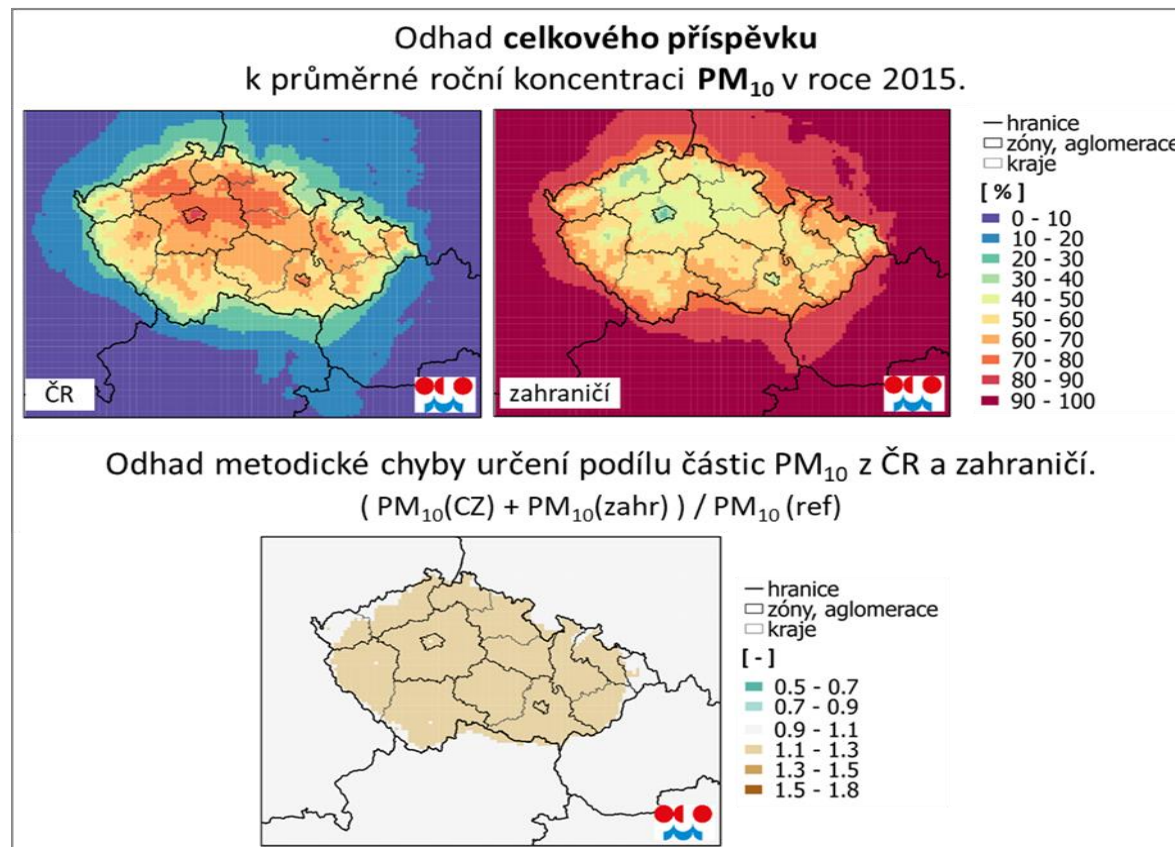 Odhad celkového příspěvku
k průměrné roční koncentraci PM₁₀ v roce 2015.
ČR
zahraničí
hranice
zóny, aglomerace
kraje
[ % ]
0 - 10
10 - 20
20 - 30
30 - 40
40 - 50
50 - 60
60 - 70
70 - 80
80 - 90
90 - 100
Odhad metodické chyby určení podílu částic PM₁₀ z ČR a zahraničí.
( PM₁₀(CZ) + PM₁₀(zahr) ) / PM₁₀ (ref)
hranice
zóny, aglomerace
kraje
[ - ]
0.5 - 0.7
0.7 - 0.9
0.9 - 1.1
1.1 - 1.3
1.3 - 1.5
1.5 - 1.8